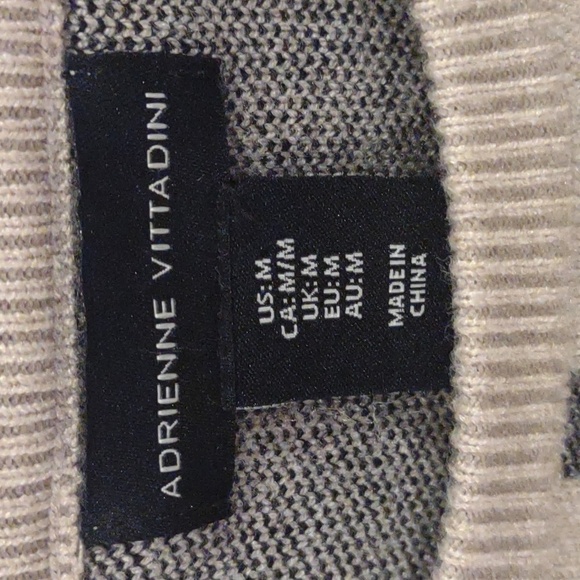 ADRIENNE VITTADINI
US: M
CA: M/M
UK: M
EU: M
AU: M
MADE IN
CHINA